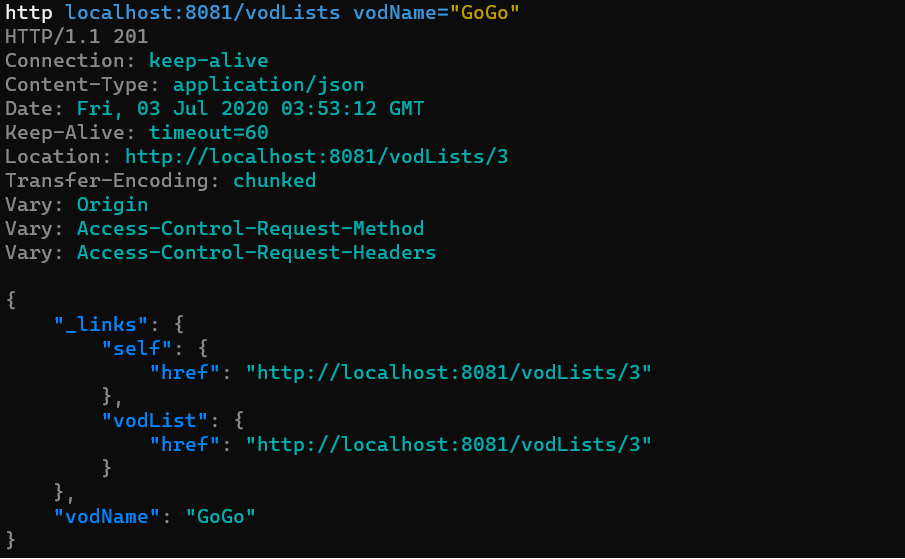 http localhost:8081/vodLists vodName="GoGo"
HTTP/1.1 201
Connection: keep-alive
Content-Type: application/json
Date: Fri, 03 Jul 2020 03:53:12 GMT
Keep-Alive: timeout=60
Location: http://localhost:8081/vodLists/3
Transfer-Encoding: chunked
Vary: Origin
Vary: Access-Control-Request-Method
Vary: Access-Control-Request-Headers

{
    "_links": {
        "self": {
            "href": "http://localhost:8081/vodLists/3"
        },
        "vodList": {
            "href": "http://localhost:8081/vodLists/3"
        }
    },
    "vodName": "GoGo"
}